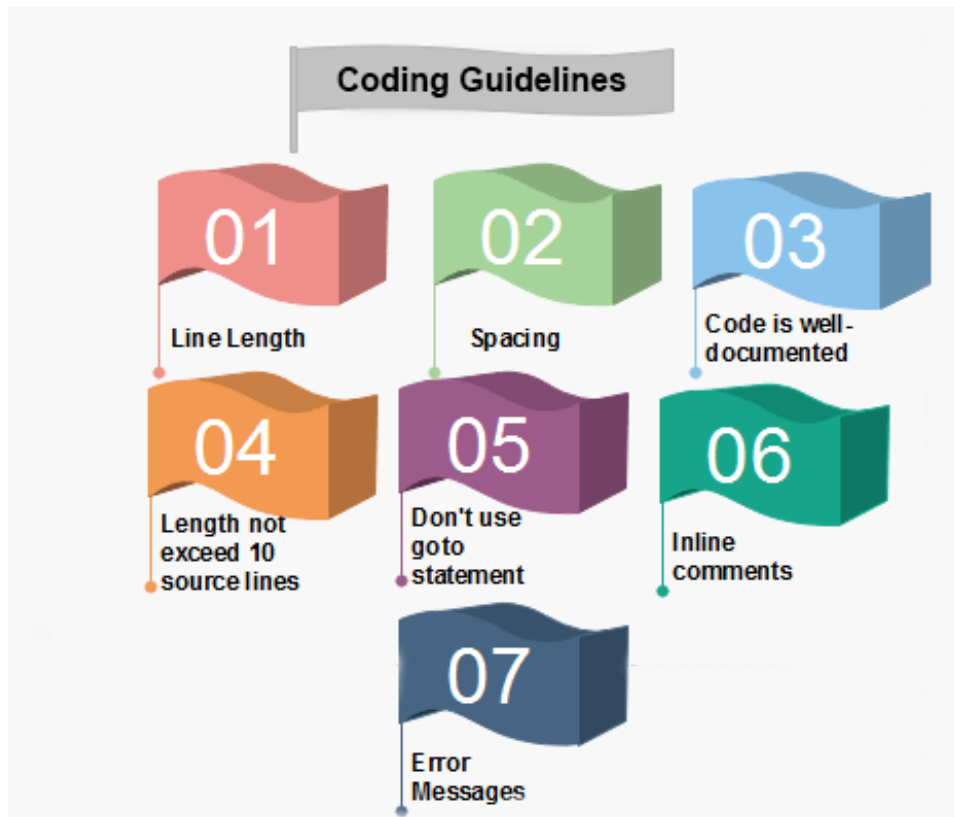 Coding Guidelines
01
02
03
Line Length
Spacing
Code is well-
documented
04
05
06
Length not
exceed 10
source lines
Don't use
goto
statement
Inline
comments
07
Error
Messages